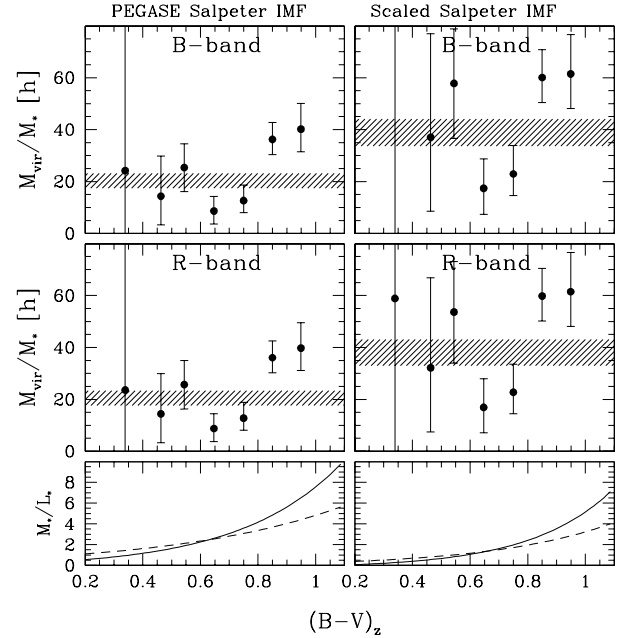 PEGASE Salpeter IMF Scaled Salpeter IMF
B-band B-band
M_vir/M_* [h]
60
40
20
0
R-band R-band
M_vir/M_* [h]
60
40
20
0
M_*/L_*
8
6
4
2
0
0.2 0.4 0.6 0.8 1 0.2 0.4 0.6 0.8 1
(B-V)_z